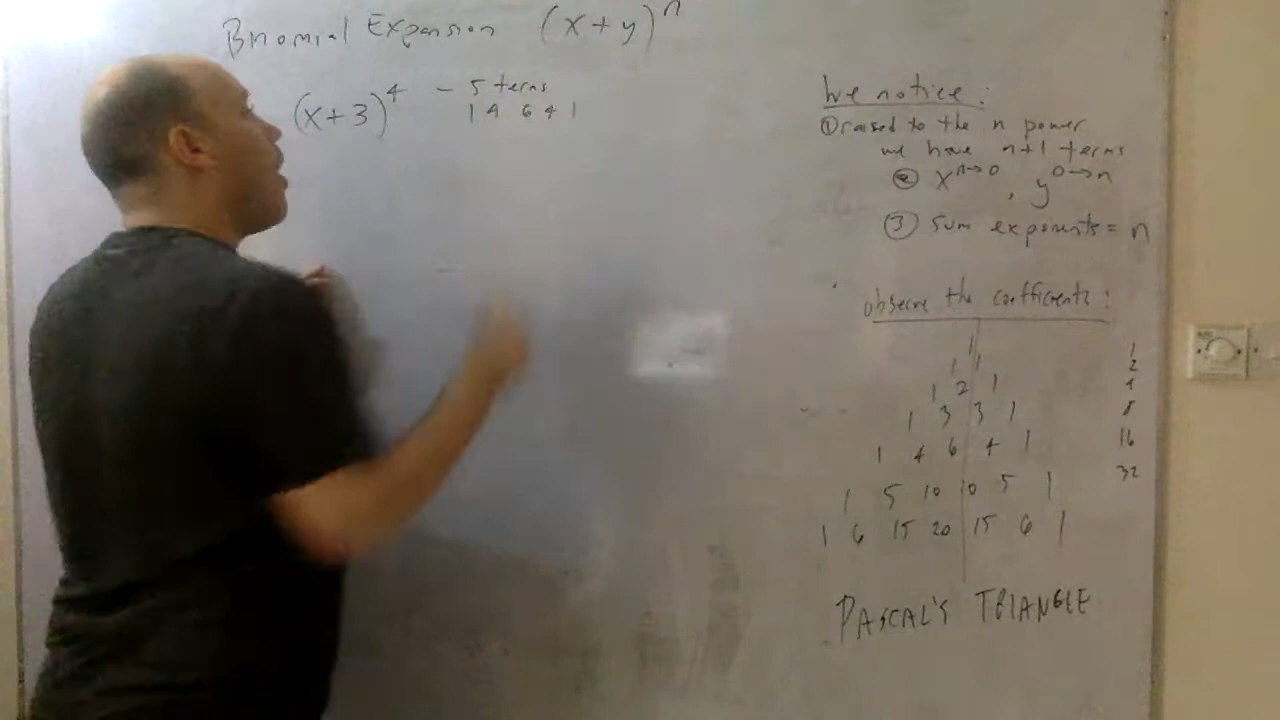 Binomial Expansion (x+y)^n
(x+3)^4 - 5 terms
1 4 6 4 1
We notice:
① raised to the n power
we have n+1 terms
② x^n→0, y^0→n
③ sum exponents = n
observe the coefficients:
1 1
1 1 2
1 2 1 4
1 3 3 1 8
1 4 6 4 1 16
1 5 10 10 5 1 32
1 6 15 20 15 6 1
PASCAL'S TRIANGLE